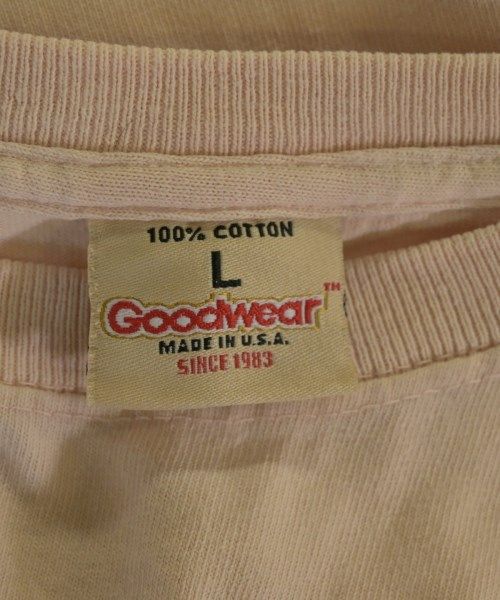 100% COTTON
L
Goodwear™
MADE IN U.S.A.
SINCE 1983